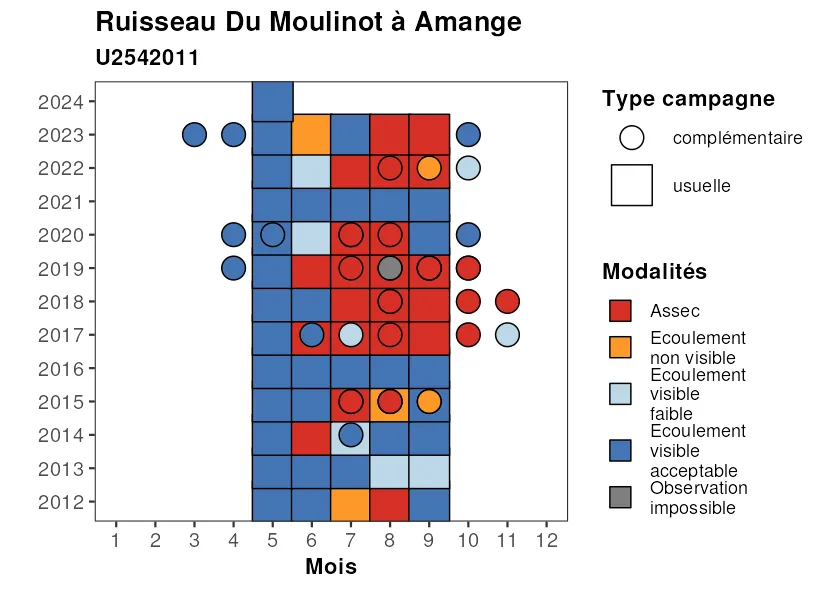 Ruisseau Du Moulinot à Amange
U2542011
2024
2023
2022
2021
2020
2019
2018
2017
2016
2015
2014
2013
2012
1 2 3 4 5 6 7 8 9 10 11 12
Mois
Type campagne
complémentaire
usuelle
Modalités
Assec
Ecoulement
non visible
Ecoulement
visible
faible
Ecoulement
visible
acceptable
Observation
impossible